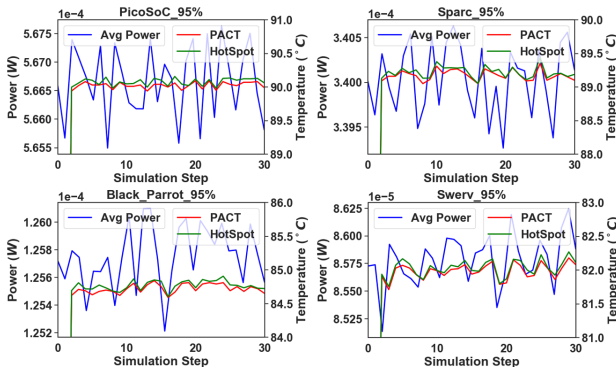 PicoSoC_95%
5.675 1e-4
5.670
5.665
5.660
5.655
Power (W)
Avg Power
PACT
HotSpot
91.0
90.5
90.0
89.5
89.0
Temperature (°C)
0 10 20 30
Simulation Step
Sparc_95%
1e-4
3.405
3.400
3.395
Power (W)
Avg Power
PACT
HotSpot
90.0
89.5
89.0
88.5
88.0
Temperature (°C)
0 10 20 30
Simulation Step
Black_Parrot_95%
1e-4
1.260
1.258
1.256
1.254
1.252
Power (W)
Avg Power
PACT
HotSpot
86.0
85.5
85.0
84.5
84.0
Temperature (°C)
0 10 20 30
Simulation Step
Swerv_95%
1e-5
8.625
8.600
8.575
8.550
8.525
Power (W)
Avg Power
PACT
HotSpot
83.0
82.5
82.0
81.5
81.0
Temperature (°C)
0 10 20 30
Simulation Step